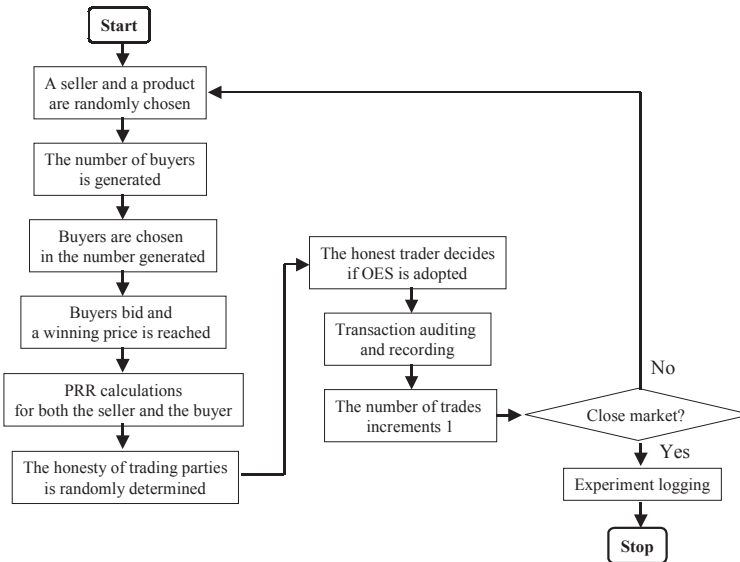 Start
A seller and a product
are randomly chosen
The number of buyers
is generated
Buyers are chosen
in the number generated
Buyers bid and
a winning price is reached
PRR calculations
for both the seller and the buyer
The honesty of trading parties
is randomly determined
The honest trader decides
if OES is adopted
Transaction auditing
and recording
The number of trades
increments 1
Close market?
No
Yes
Experiment logging
Stop